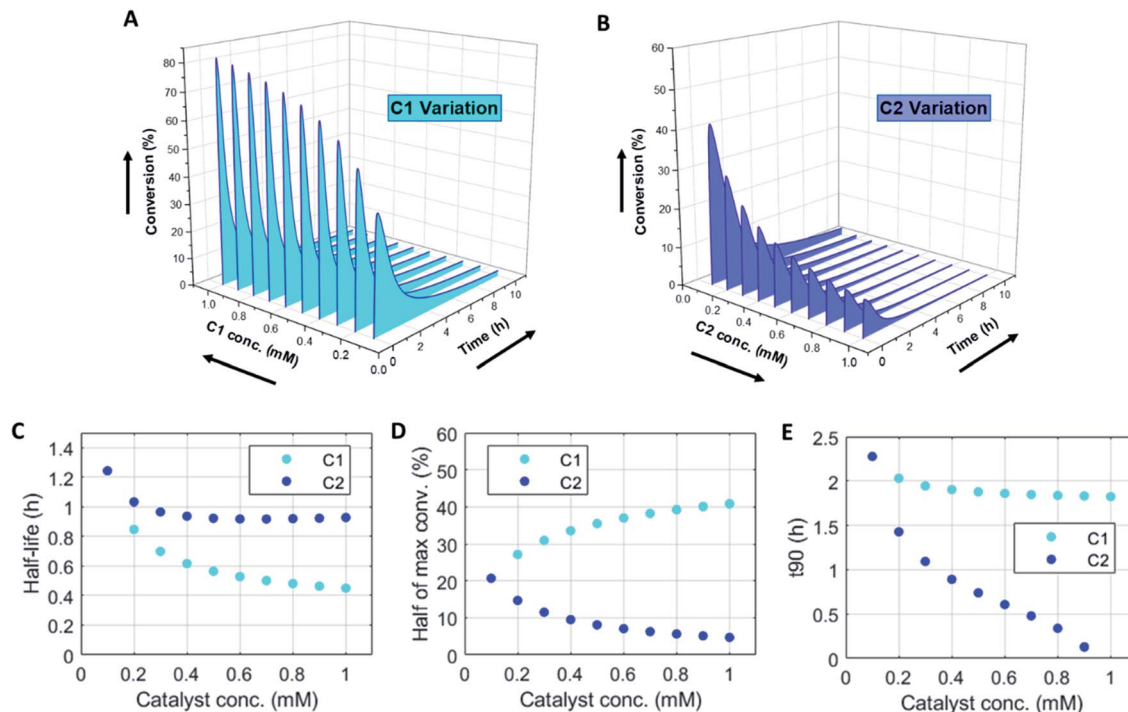 A
C1 Variation
Conversion (%)
80
70
60
50
40
30
20
10
0
1.0
0.8
0.6
0.4
0.2
0.0
C1 conc. (mM)
0
2
4
6
8
10
Time (h)
B
C2 Variation
Conversion (%)
60
50
40
30
20
10
0
0.0
0.2
0.4
0.6
0.8
1.0
C2 conc. (mM)
0
2
4
6
8
10
Time (h)
C
Half-life (h)
1.4
1.2
1
0.8
0.6
0.4
0.2
0
C1
C2
0 0.2 0.4 0.6 0.8 1
Catalyst conc. (mM)
D
Half of max conv. (%)
60
50
40
30
20
10
0
C1
C2
0 0.2 0.4 0.6 0.8 1
Catalyst conc. (mM)
E
t90 (h)
2.5
2
1.5
1
0.5
0
C1
C2
0 0.2 0.4 0.6 0.8 1
Catalyst conc. (mM)